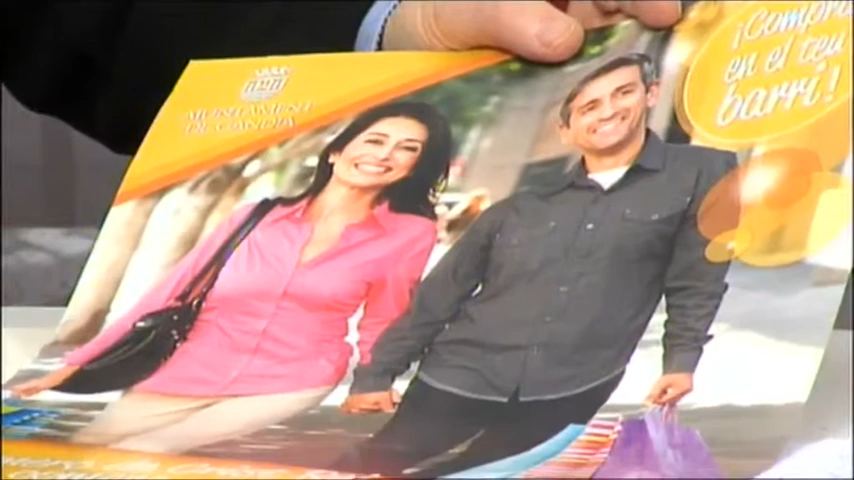 AJUNTAMENT
DE GANDIA
¡Compra
en el teu
barri!